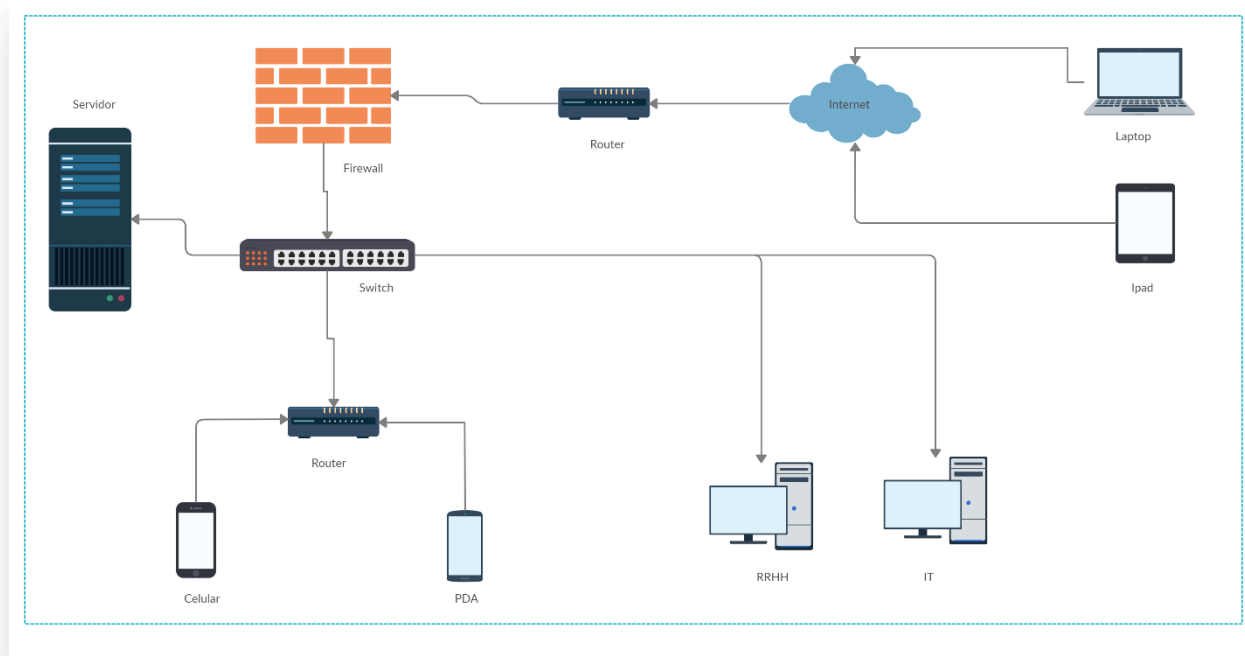 Servidor
Internet
Laptop
Router
Firewall
Switch
Ipad
Router
RRHH
IT
Celular
PDA